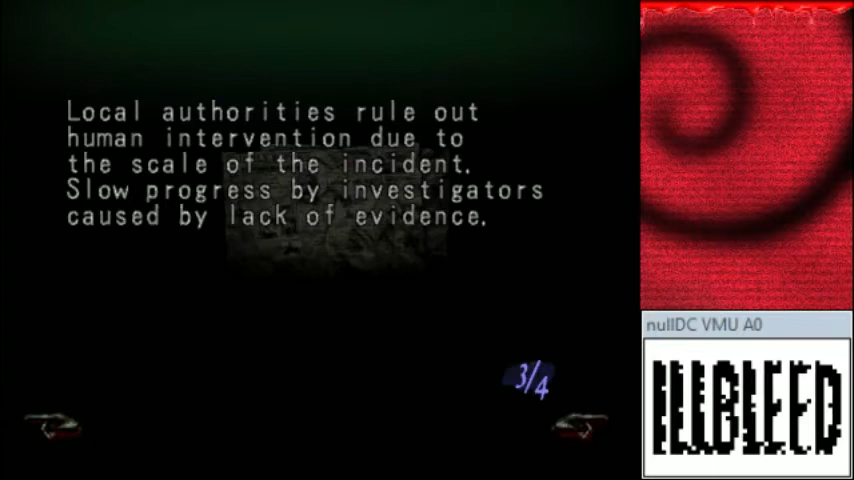 Local authorities rule out
human intervention due to
the scale of the incident.
Slow progress by investigators
caused by lack of evidence.
3/4
nullDC VMU A0
ILLBLEED